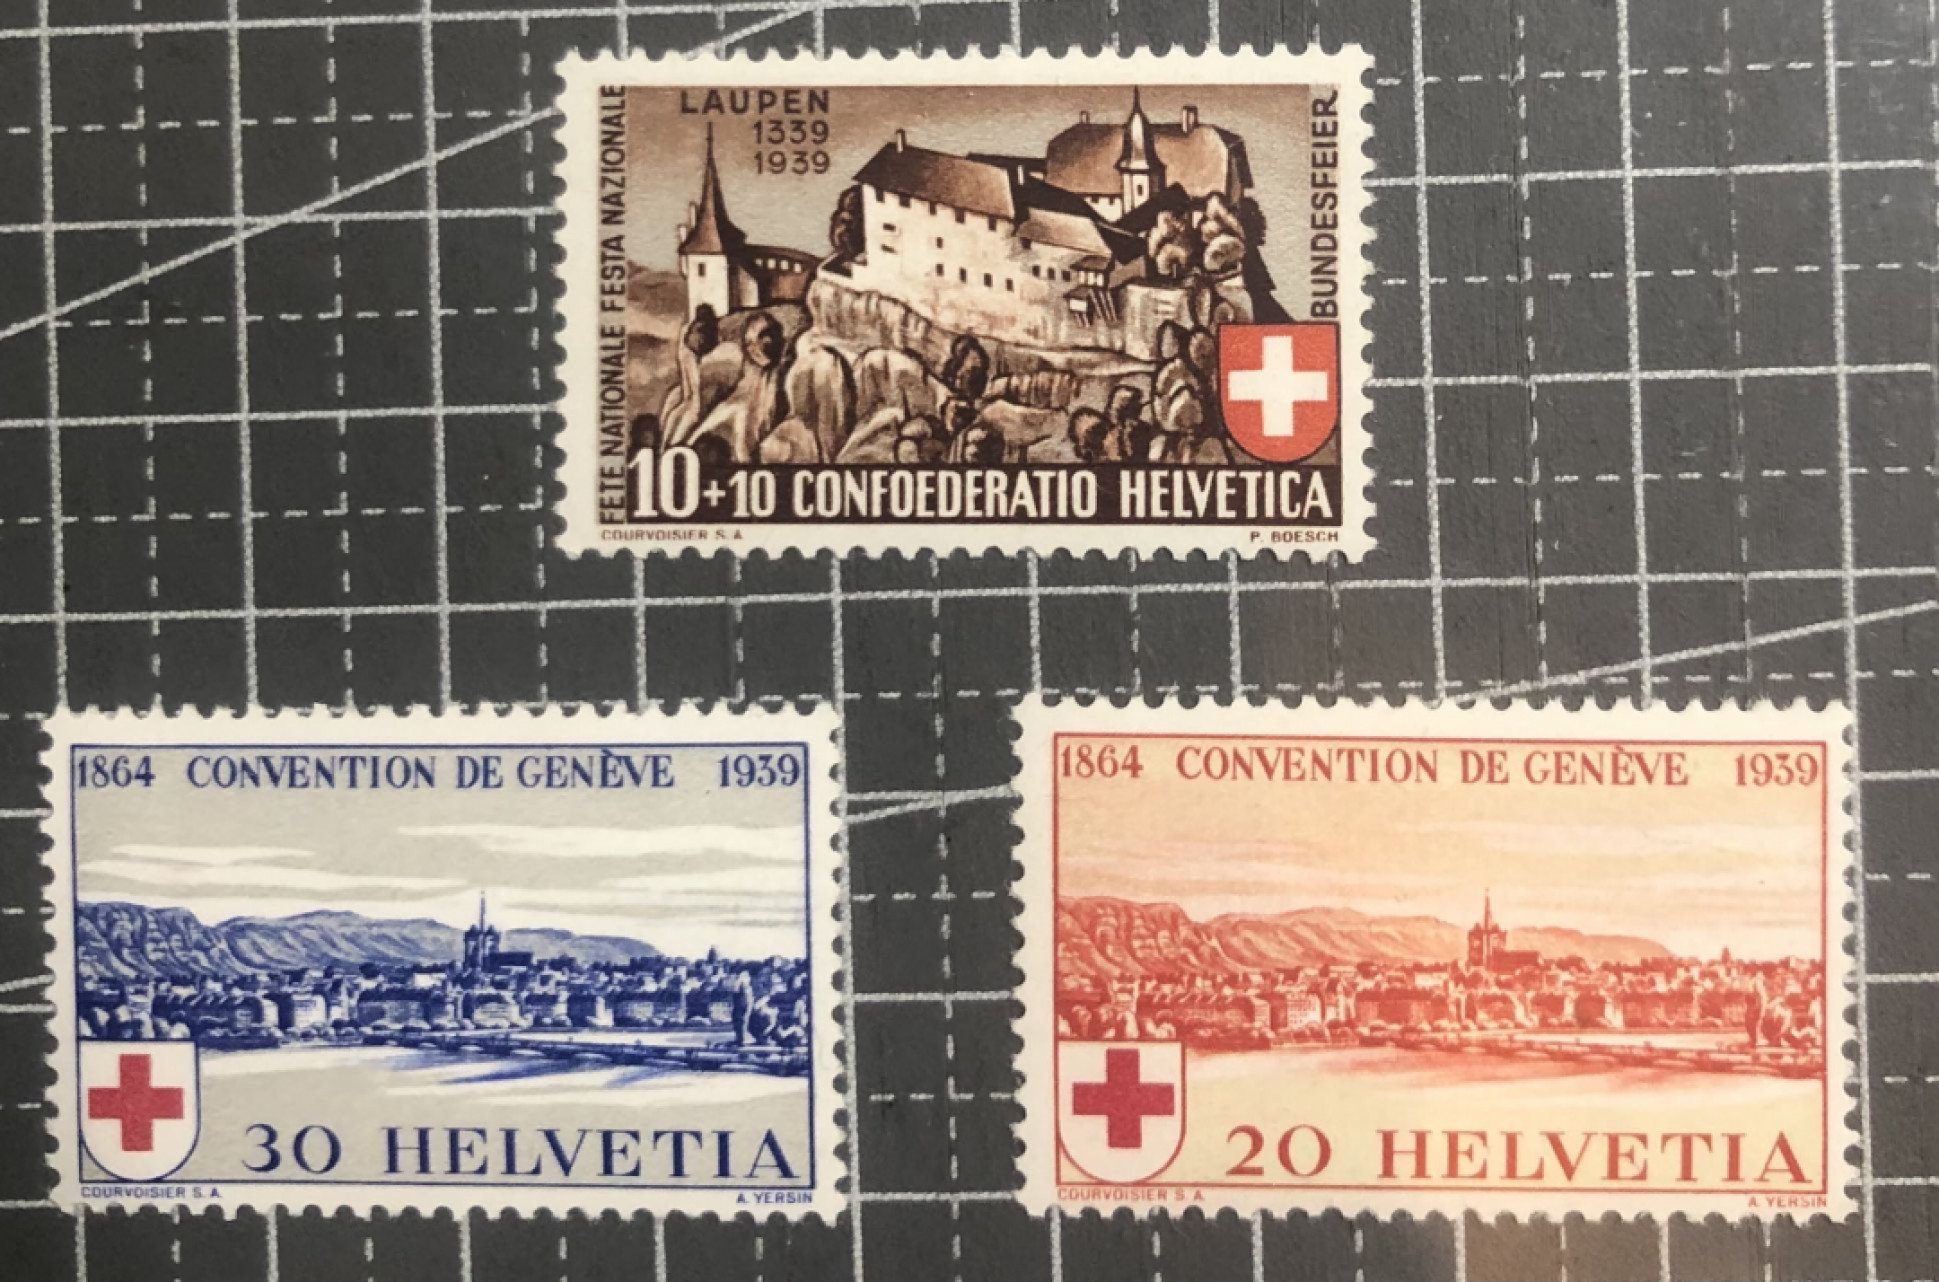 LAUPEN
1339
1939
FÊTE NATIONALE FESTA NAZIONALE
BUNDESFEIER
10+10 CONFOEDERATIO HELVETICA
COURVOISIER S. A
P. BOESCH
1864 CONVENTION DE GENÈVE 1939
30 HELVETIA
COURVOISIER S. A.
A. YERSIN
1864 CONVENTION DE GENÈVE 1939
20 HELVETIA
COURVOISIER S A
A. YERSIN